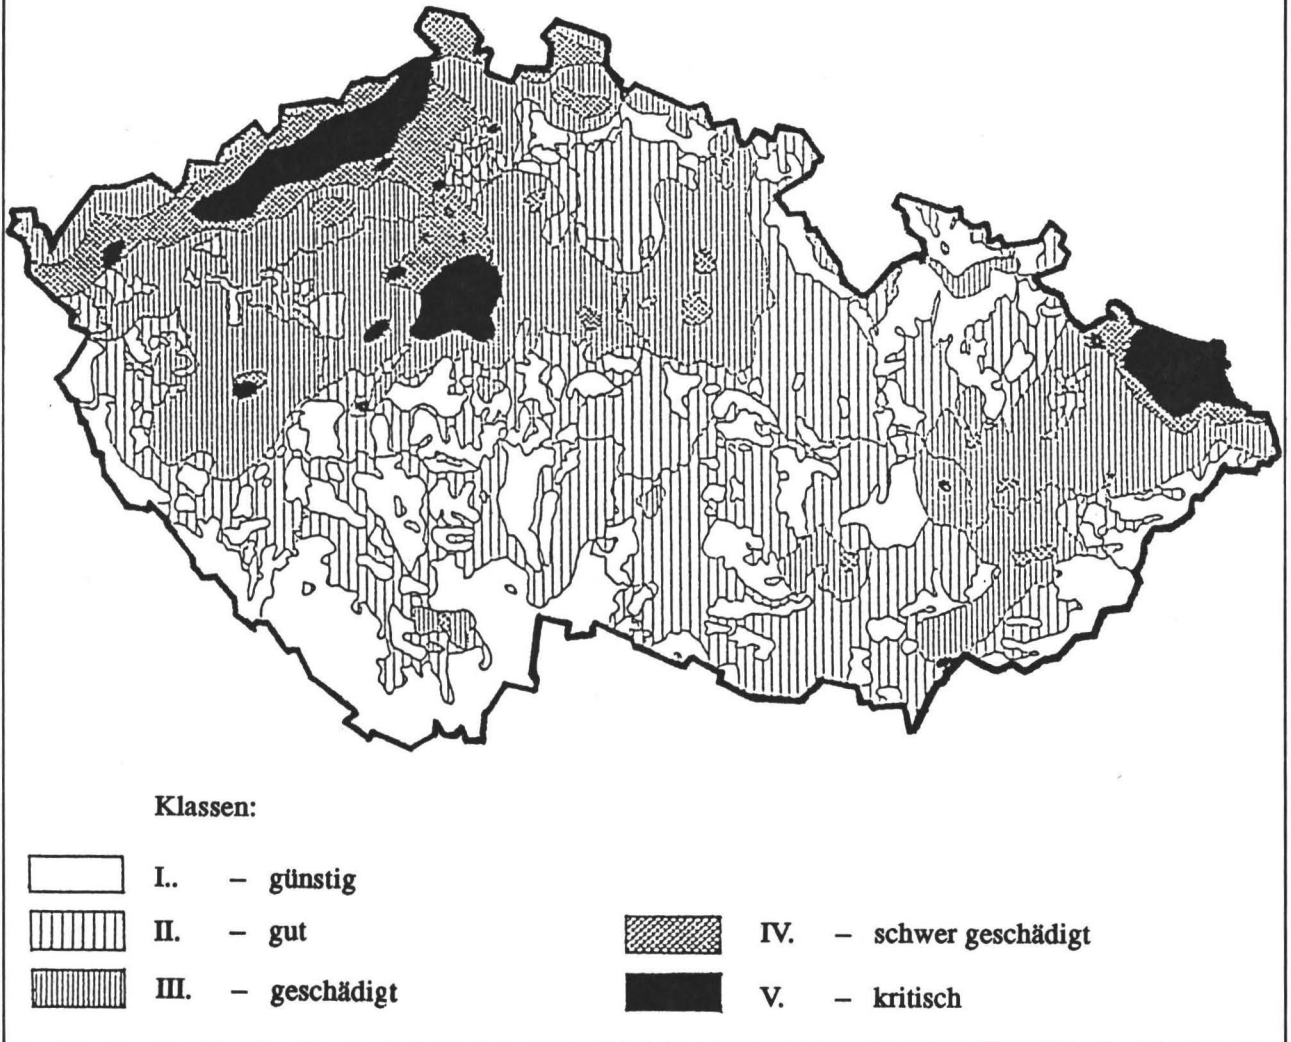 Klassen:
I.. – günstig
II. – gut
III. – geschädigt
IV. – schwer geschädigt
V. – kritisch